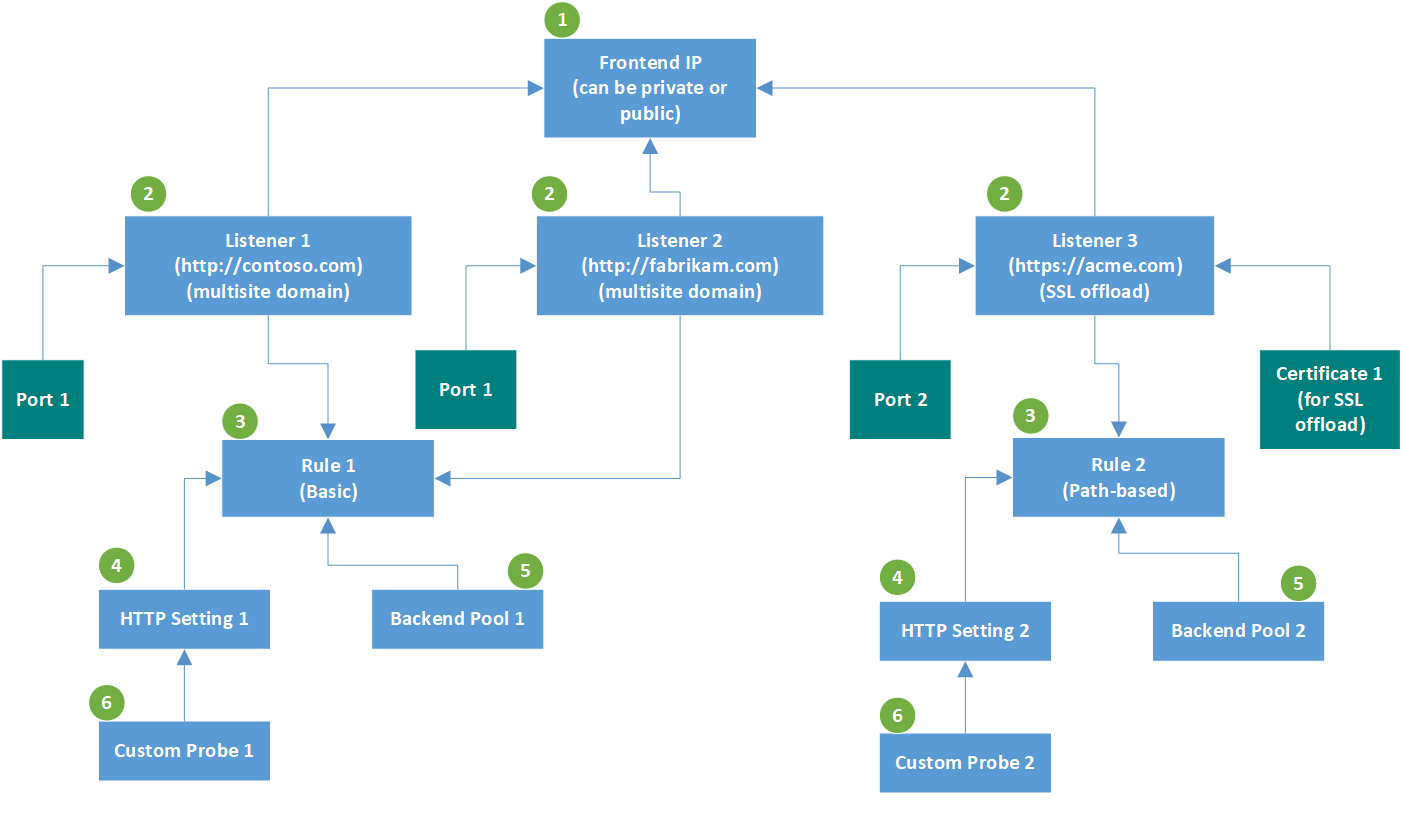 1
Frontend IP
(can be private or
public)
2
Listener 1
(http://contoso.com)
(multisite domain)
2
Listener 2
(http://fabrikam.com)
(multisite domain)
2
Listener 3
(https://acme.com)
(SSL offload)
Port 1
Port 1
Port 2
Certificate 1
(for SSL
offload)
3
Rule 1
(Basic)
3
Rule 2
(Path-based)
4
HTTP Setting 1
5
Backend Pool 1
4
HTTP Setting 2
5
Backend Pool 2
6
Custom Probe 1
6
Custom Probe 2